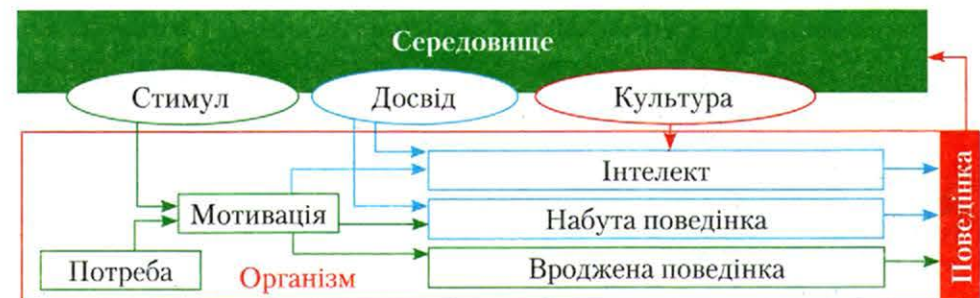 Середовище
Стимул
Досвід
Культура
Інтелект
Мотивація
Набута поведінка
Потреба
Організм
Вроджена поведінка
Поведінка